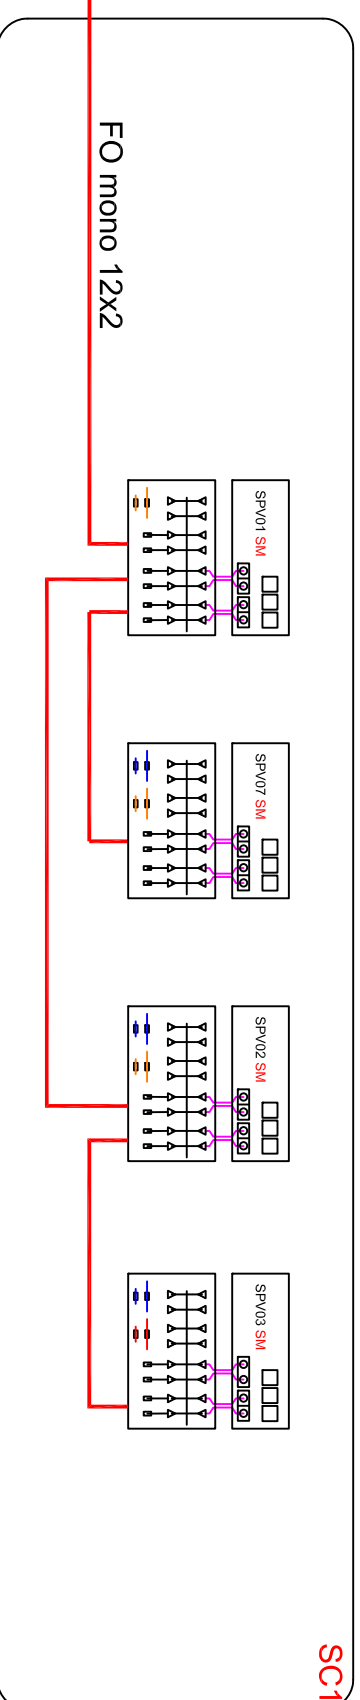 FO mono 12x2
SPV01 SM
SPV07 SM
SPV02 SM
SPV03 SM
SC1